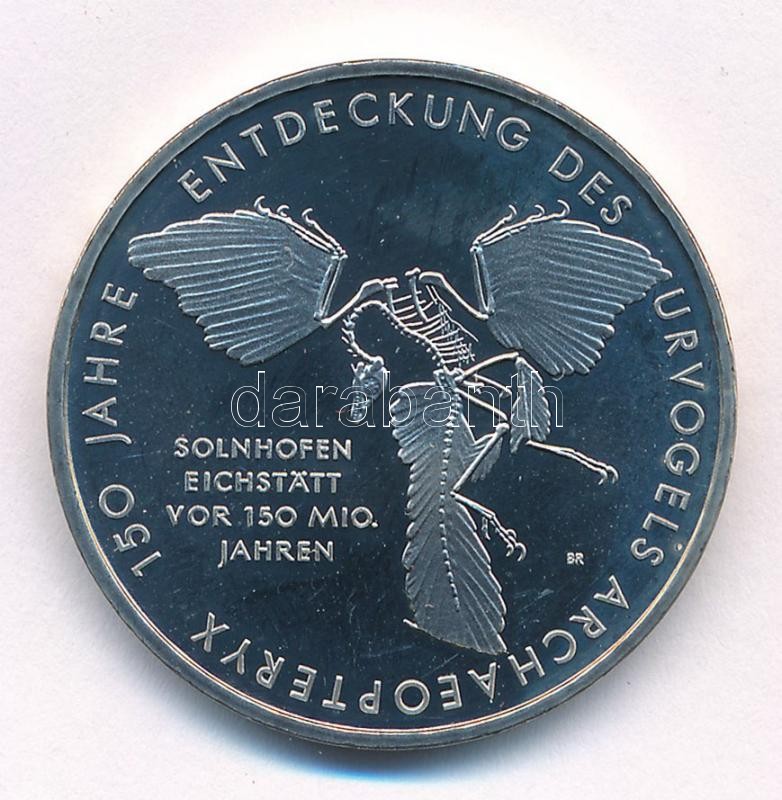 150 JAHRE ENTDECKUNG DES URVOGELS ARCHAEOPTERYX
SOLNHOFEN
EICHSTÄTT
VOR 150 MIO.
JAHREN
BR
darabanth